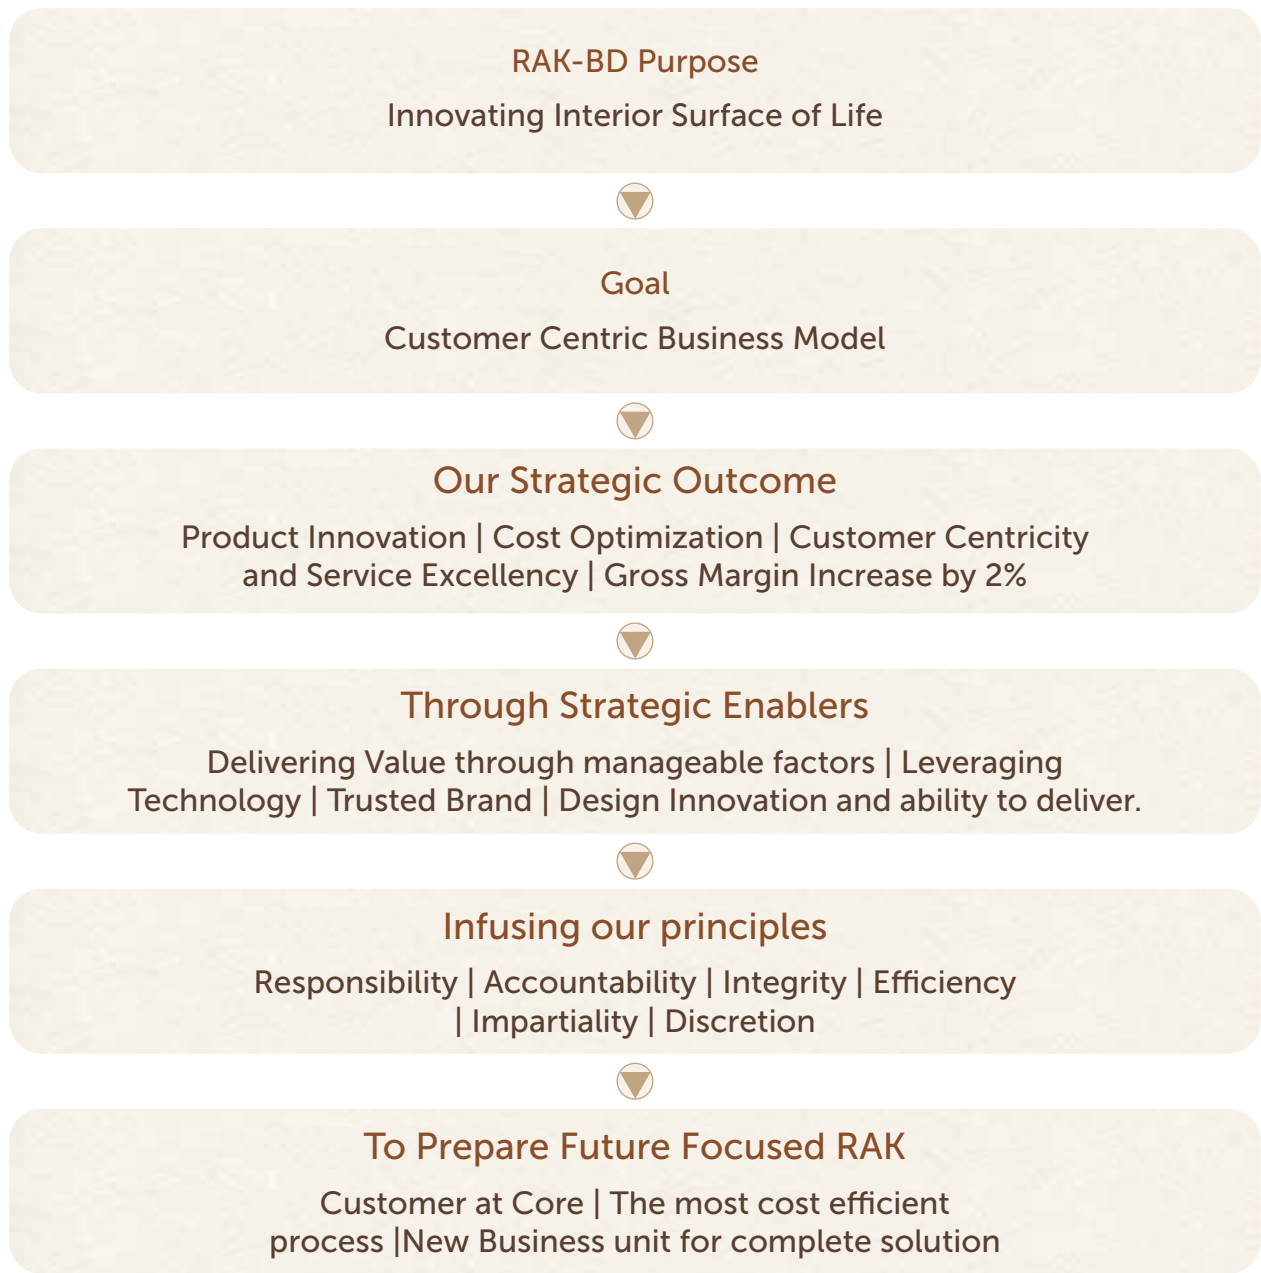 RAK-BD Purpose
Innovating Interior Surface of Life
Goal
Customer Centric Business Model
Our Strategic Outcome
Product Innovation | Cost Optimization | Customer Centricity
and Service Excellency | Gross Margin Increase by 2%
Through Strategic Enablers
Delivering Value through manageable factors | Leveraging
Technology | Trusted Brand | Design Innovation and ability to deliver.
Infusing our principles
Responsibility | Accountability | Integrity | Efficiency
| Impartiality | Discretion
To Prepare Future Focused RAK
Customer at Core | The most cost efficient
process |New Business unit for complete solution